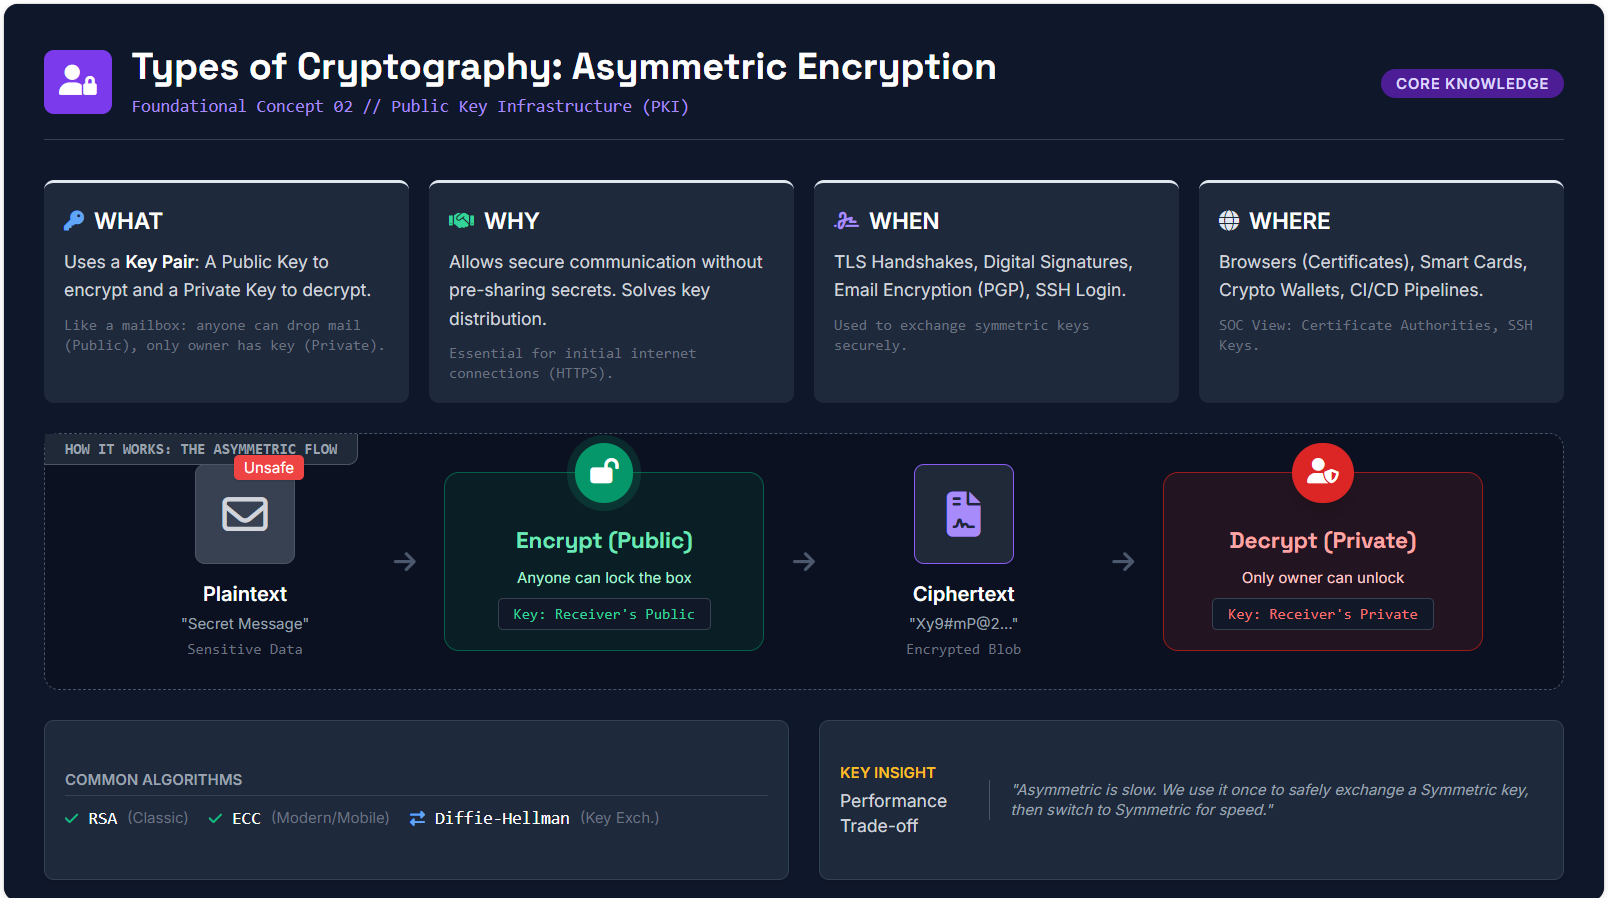 Types of Cryptography: Asymmetric Encryption
Foundational Concept 02 // Public Key Infrastructure (PKI)
CORE KNOWLEDGE
WHAT
Uses a Key Pair: A Public Key to
encrypt and a Private Key to decrypt.
Like a mailbox: anyone can drop mail
(Public), only owner has key (Private).
WHY
Allows secure communication without
pre-sharing secrets. Solves key
distribution.
Essential for initial internet
connections (HTTPS).
WHEN
TLS Handshakes, Digital Signatures,
Email Encryption (PGP), SSH Login.
Used to exchange symmetric keys
securely.
WHERE
Browsers (Certificates), Smart Cards,
Crypto Wallets, CI/CD Pipelines.
SOC View: Certificate Authorities, SSH
Keys.
HOW IT WORKS: THE ASYMMETRIC FLOW
Unsafe
Plaintext
"Secret Message"
Sensitive Data
Encrypt (Public)
Anyone can lock the box
Key: Receiver's Public
Ciphertext
"Xy9#mP@2..."
Encrypted Blob
Decrypt (Private)
Only owner can unlock
Key: Receiver's Private
COMMON ALGORITHMS
RSA (Classic) ECC (Modern/Mobile) Diffie-Hellman (Key Exch.)
KEY INSIGHT
Performance
Trade-off
"Asymmetric is slow. We use it once to safely exchange a Symmetric key,
then switch to Symmetric for speed."